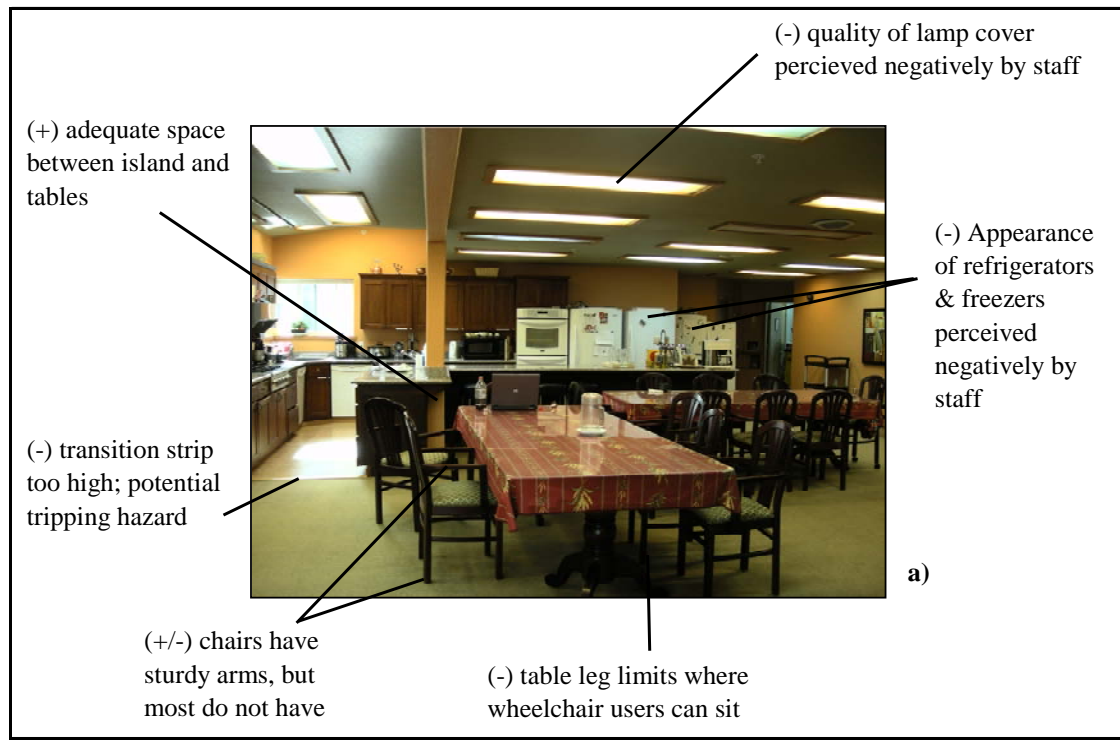 (-) quality of lamp cover
percieved negatively by staff
(+) adequate space
between island and
tables
(-) Appearance
of refrigerators
& freezers
perceived
negatively by
staff
(-) transition strip
too high; potential
tripping hazard
a)
(+/-) chairs have
sturdy arms, but
most do not have
(-) table leg limits where
wheelchair users can sit